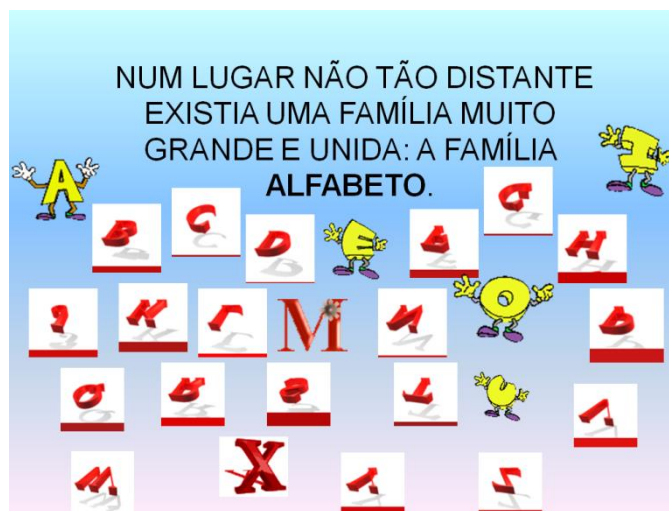 NUM LUGAR NÃO TÃO DISTANTE
EXISTIA UMA FAMÍLIA MUITO
GRANDE E UNIDA: A FAMÍLIA
ALFABETO.
A B C D E F G H I
J K L M N O P
Q R S T U V
W X Y Z